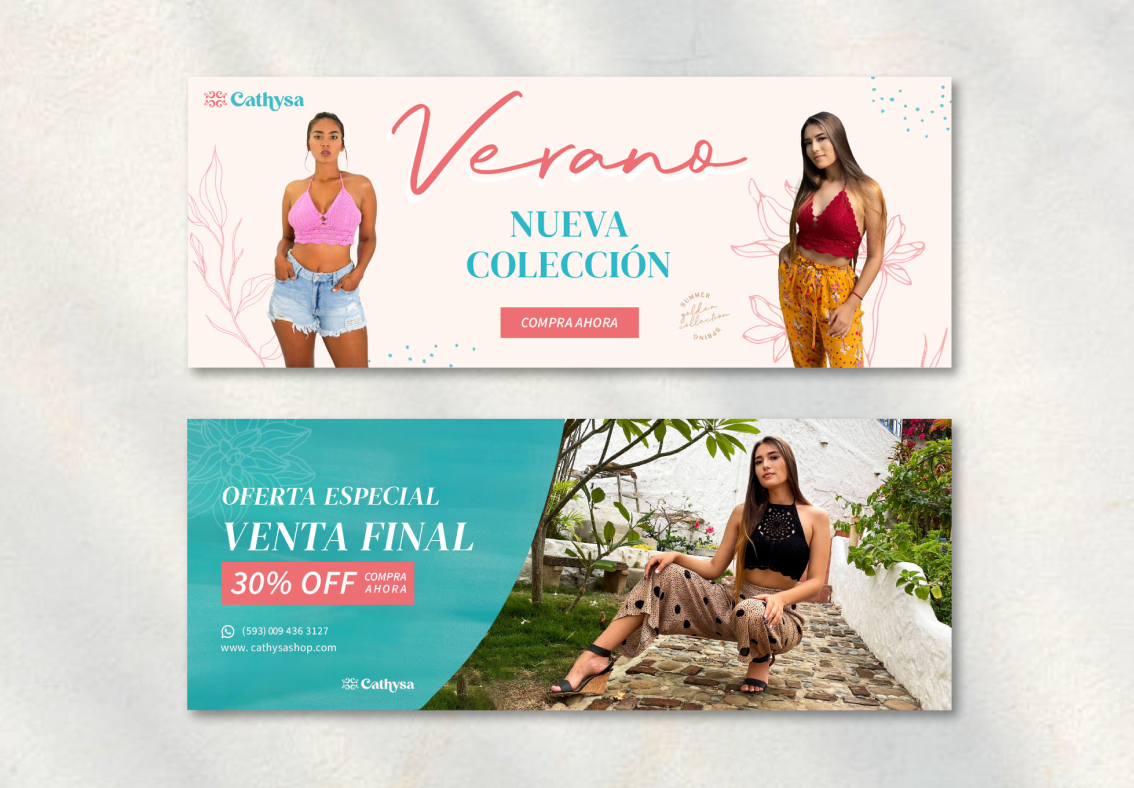 Cathysa
Verano
NUEVA
COLECCIÓN
COMPRA AHORA
SUMMER
golden
collection
SPRING
OFERTA ESPECIAL
VENTA FINAL
30% OFF
COMPRA
AHORA
(593) 009 436 3127
www. cathysashop.com
Cathysa